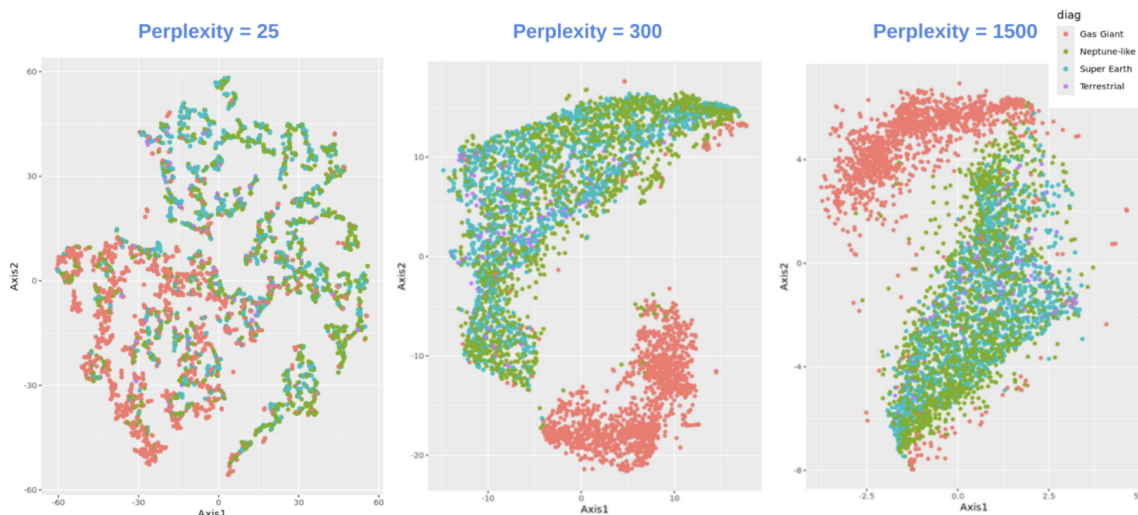 Perplexity = 25
Perplexity = 300
Perplexity = 1500
diag
Gas Giant
Neptune-like
Super Earth
Terrestrial
60
30
0
-30
-60
Axis2
-60
-30
0
30
60
Axis1
10
0
-10
-20
Axis2
-10
0
10
Axis1
4
0
-4
-8
Axis2
-2.5
0.0
2.5
5
Axis1